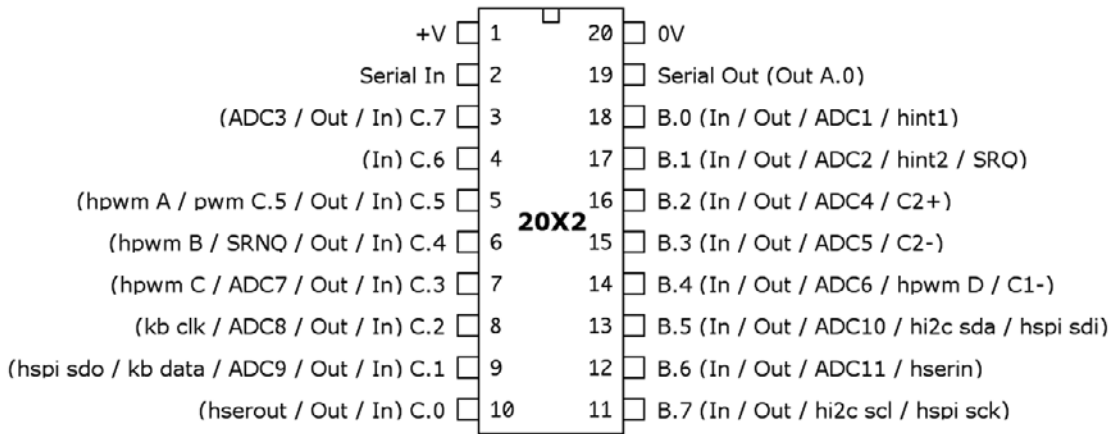 +V 1 20 0V
Serial In 2 19 Serial Out (Out A.0)
(ADC3 / Out / In) C.7 3 18 B.0 (In / Out / ADC1 / hint1)
(In) C.6 4 17 B.1 (In / Out / ADC2 / hint2 / SRQ)
(hpwm A / pwm C.5 / Out / In) C.5 5 16 B.2 (In / Out / ADC4 / C2+)
20X2
(hpwm B / SRNQ / Out / In) C.4 6 15 B.3 (In / Out / ADC5 / C2-)
(hpwm C / ADC7 / Out / In) C.3 7 14 B.4 (In / Out / ADC6 / hpwm D / C1-)
(kb clk / ADC8 / Out / In) C.2 8 13 B.5 (In / Out / ADC10 / hi2c sda / hspi sdi)
(hspi sdo / kb data / ADC9 / Out / In) C.1 9 12 B.6 (In / Out / ADC11 / hserin)
(hserout / Out / In) C.0 10 11 B.7 (In / Out / hi2c scl / hspi sck)